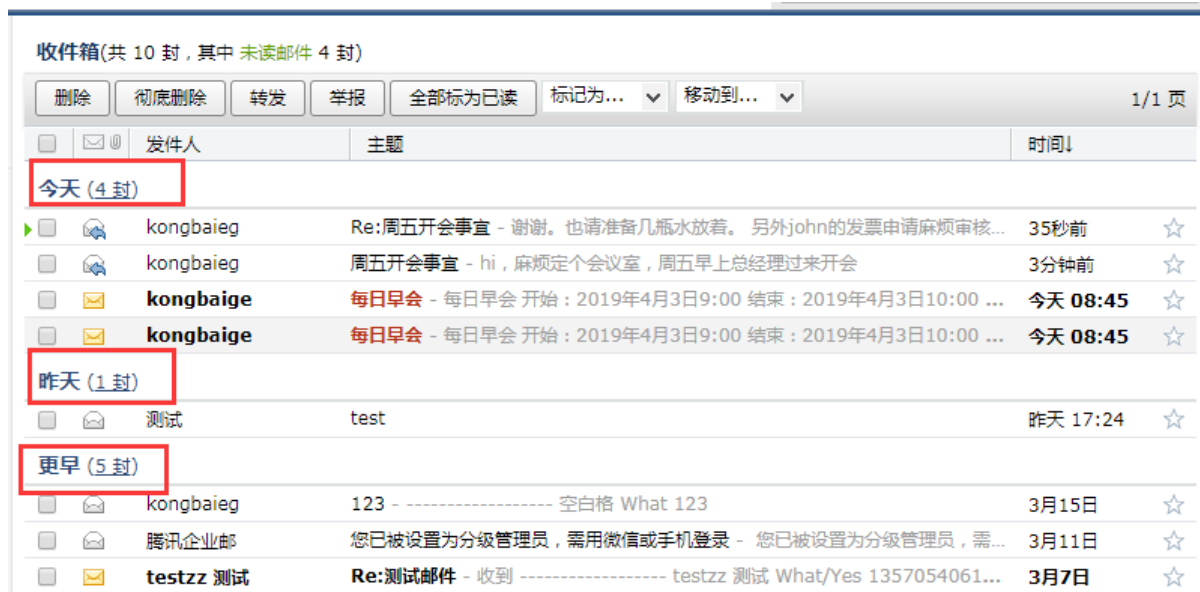 收件箱(共 10 封，其中 未读邮件 4 封)
删除 彻底删除 转发 举报 全部标为已读 标记为... 移动到... 1/1 页
发件人 主题 时间↓
今天 (4 封)
kongbaieg Re:周五开会事宜 - 谢谢。也请准备几瓶水放着。 另外john的发票申请麻烦审核... 35秒前
kongbaieg 周五开会事宜 - hi，麻烦定个会议室，周五早上总经理过来开会 3分钟前
kongbaige 每日早会 - 每日早会 开始：2019年4月3日9:00 结束：2019年4月3日10:00 ... 今天 08:45
kongbaige 每日早会 - 每日早会 开始：2019年4月3日9:00 结束：2019年4月3日10:00 ... 今天 08:45
昨天 (1 封)
测试 test 昨天 17:24
更早 (5 封)
kongbaieg 123 - ------------------ 空白格 What 123 3月15日
腾讯企业邮 您已被设置为分级管理员，需用微信或手机登录 - 您已被设置为分级管理员，需... 3月11日
testzz 测试 Re:测试邮件 - 收到 ------------------ testzz 测试 What/Yes 1357054061... 3月7日